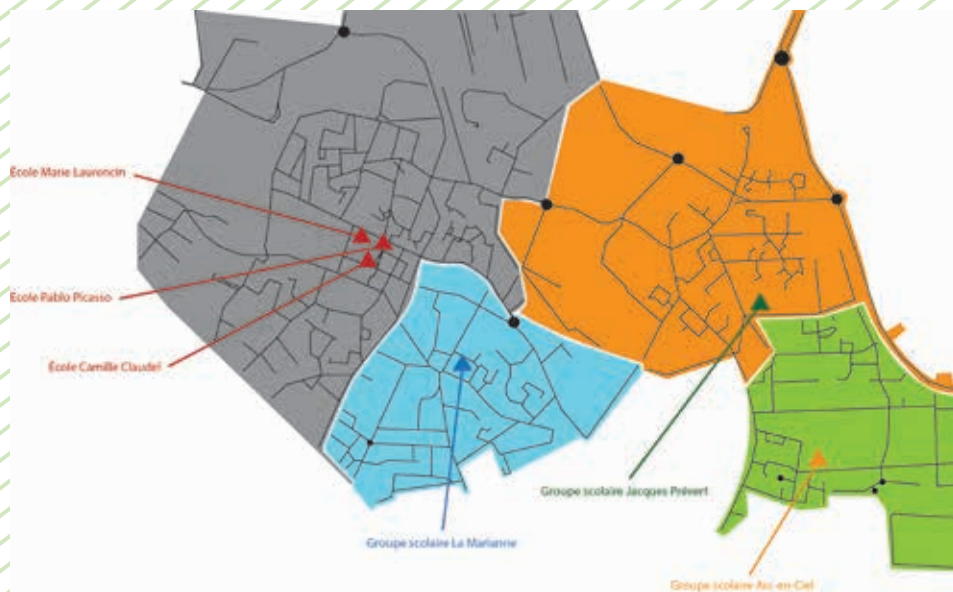 École Marie Laurencin
École Pablo Picasso
École Camille Claudel
Groupe scolaire Jacques Prévert
Groupe scolaire La Marianne
Groupe scolaire Arc-en-Ciel